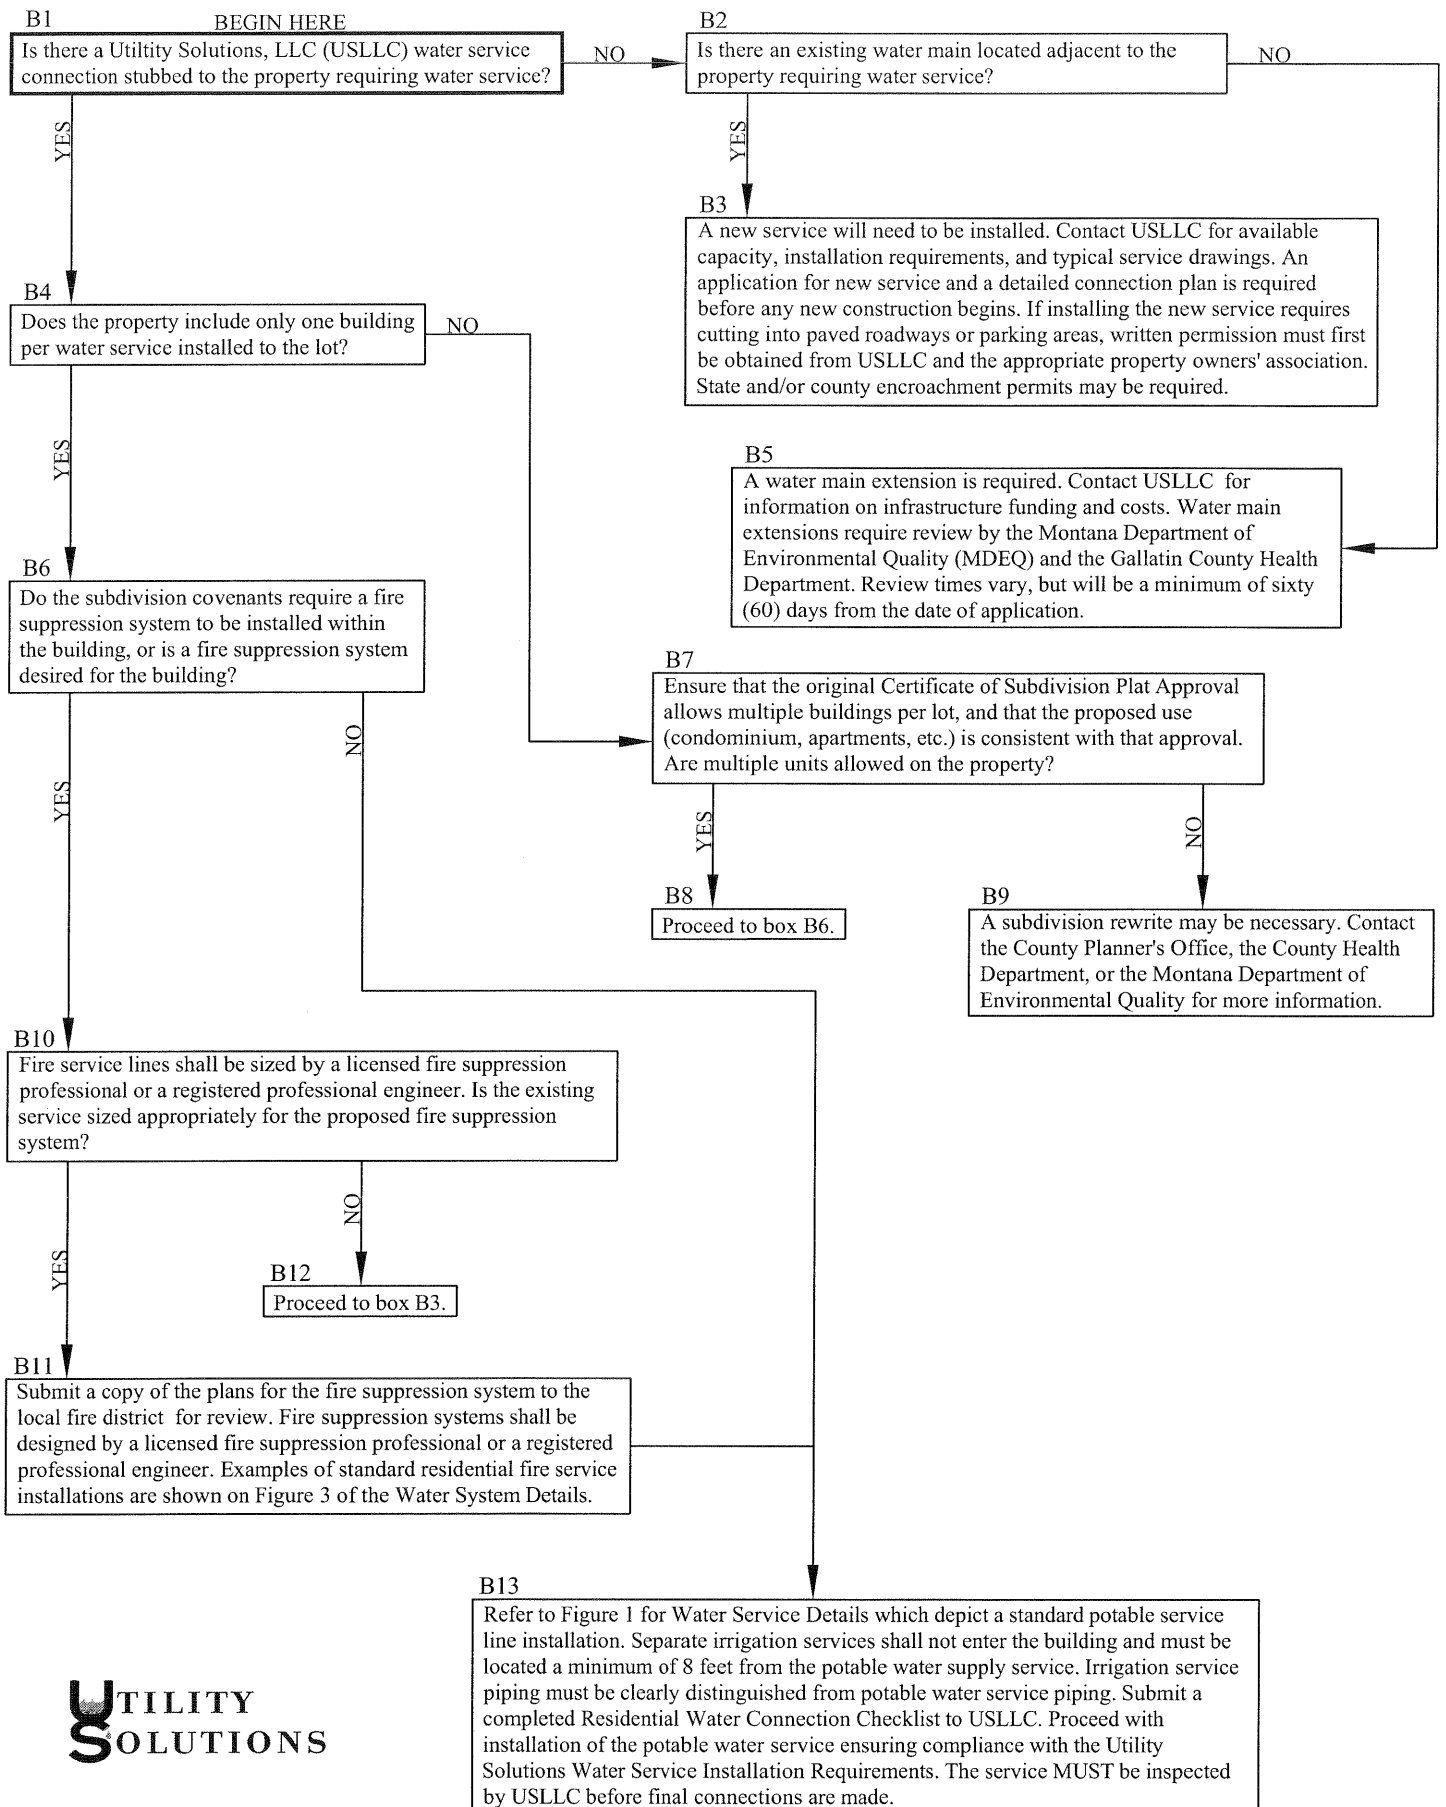 B1
BEGIN HERE
Is there a Utiltity Solutions, LLC (USLLC) water service
connection stubbed to the property requiring water service?
NO
B2
Is there an existing water main located adjacent to the
property requiring water service?
NO
YES
YES
B3
A new service will need to be installed. Contact USLLC for available
capacity, installation requirements, and typical service drawings. An
application for new service and a detailed connection plan is required
before any new construction begins. If installing the new service requires
cutting into paved roadways or parking areas, written permission must first
be obtained from USLLC and the appropriate property owners' association.
State and/or county encroachment permits may be required.
B4
Does the property include only one building
per water service installed to the lot?
NO
YES
B5
A water main extension is required. Contact USLLC for
information on infrastructure funding and costs. Water main
extensions require review by the Montana Department of
Environmental Quality (MDEQ) and the Gallatin County Health
Department. Review times vary, but will be a minimum of sixty
(60) days from the date of application.
B6
Do the subdivision covenants require a fire
suppression system to be installed within
the building, or is a fire suppression system
desired for the building?
YES
NO
B7
Ensure that the original Certificate of Subdivision Plat Approval
allows multiple buildings per lot, and that the proposed use
(condominium, apartments, etc.) is consistent with that approval.
Are multiple units allowed on the property?
YES
NO
B8
Proceed to box B6.
B9
A subdivision rewrite may be necessary. Contact
the County Planner's Office, the County Health
Department, or the Montana Department of
Environmental Quality for more information.
B10
Fire service lines shall be sized by a licensed fire suppression
professional or a registered professional engineer. Is the existing
service sized appropriately for the proposed fire suppression
system?
YES
NO
B12
Proceed to box B3.
B11
Submit a copy of the plans for the fire suppression system to the
local fire district for review. Fire suppression systems shall be
designed by a licensed fire suppression professional or a registered
professional engineer. Examples of standard residential fire service
installations are shown on Figure 3 of the Water System Details.
B13
Refer to Figure 1 for Water Service Details which depict a standard potable service
line installation. Separate irrigation services shall not enter the building and must be
located a minimum of 8 feet from the potable water supply service. Irrigation service
piping must be clearly distinguished from potable water service piping. Submit a
completed Residential Water Connection Checklist to USLLC. Proceed with
installation of the potable water service ensuring compliance with the Utility
Solutions Water Service Installation Requirements. The service MUST be inspected
by USLLC before final connections are made.
UTILITY
SOLUTIONS